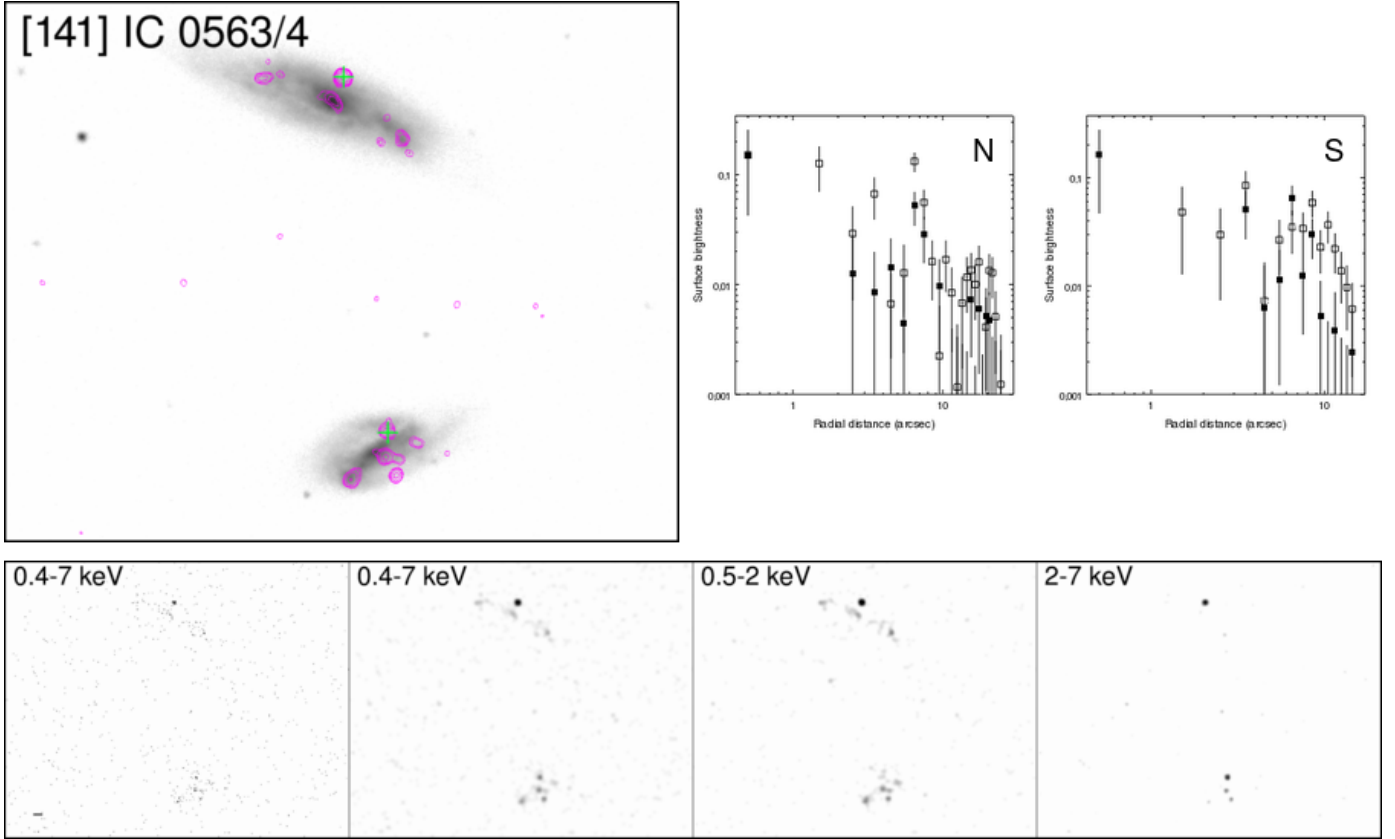 [141] IC 0563/4
N
0.1
0.01
0.001
1
10
Surface birghtness
Radial distance (arcsec)
S
0.1
0.01
0.001
1
10
Surface birghtness
Radial distance (arcsec)
0.4-7 keV
0.4-7 keV
0.5-2 keV
2-7 keV